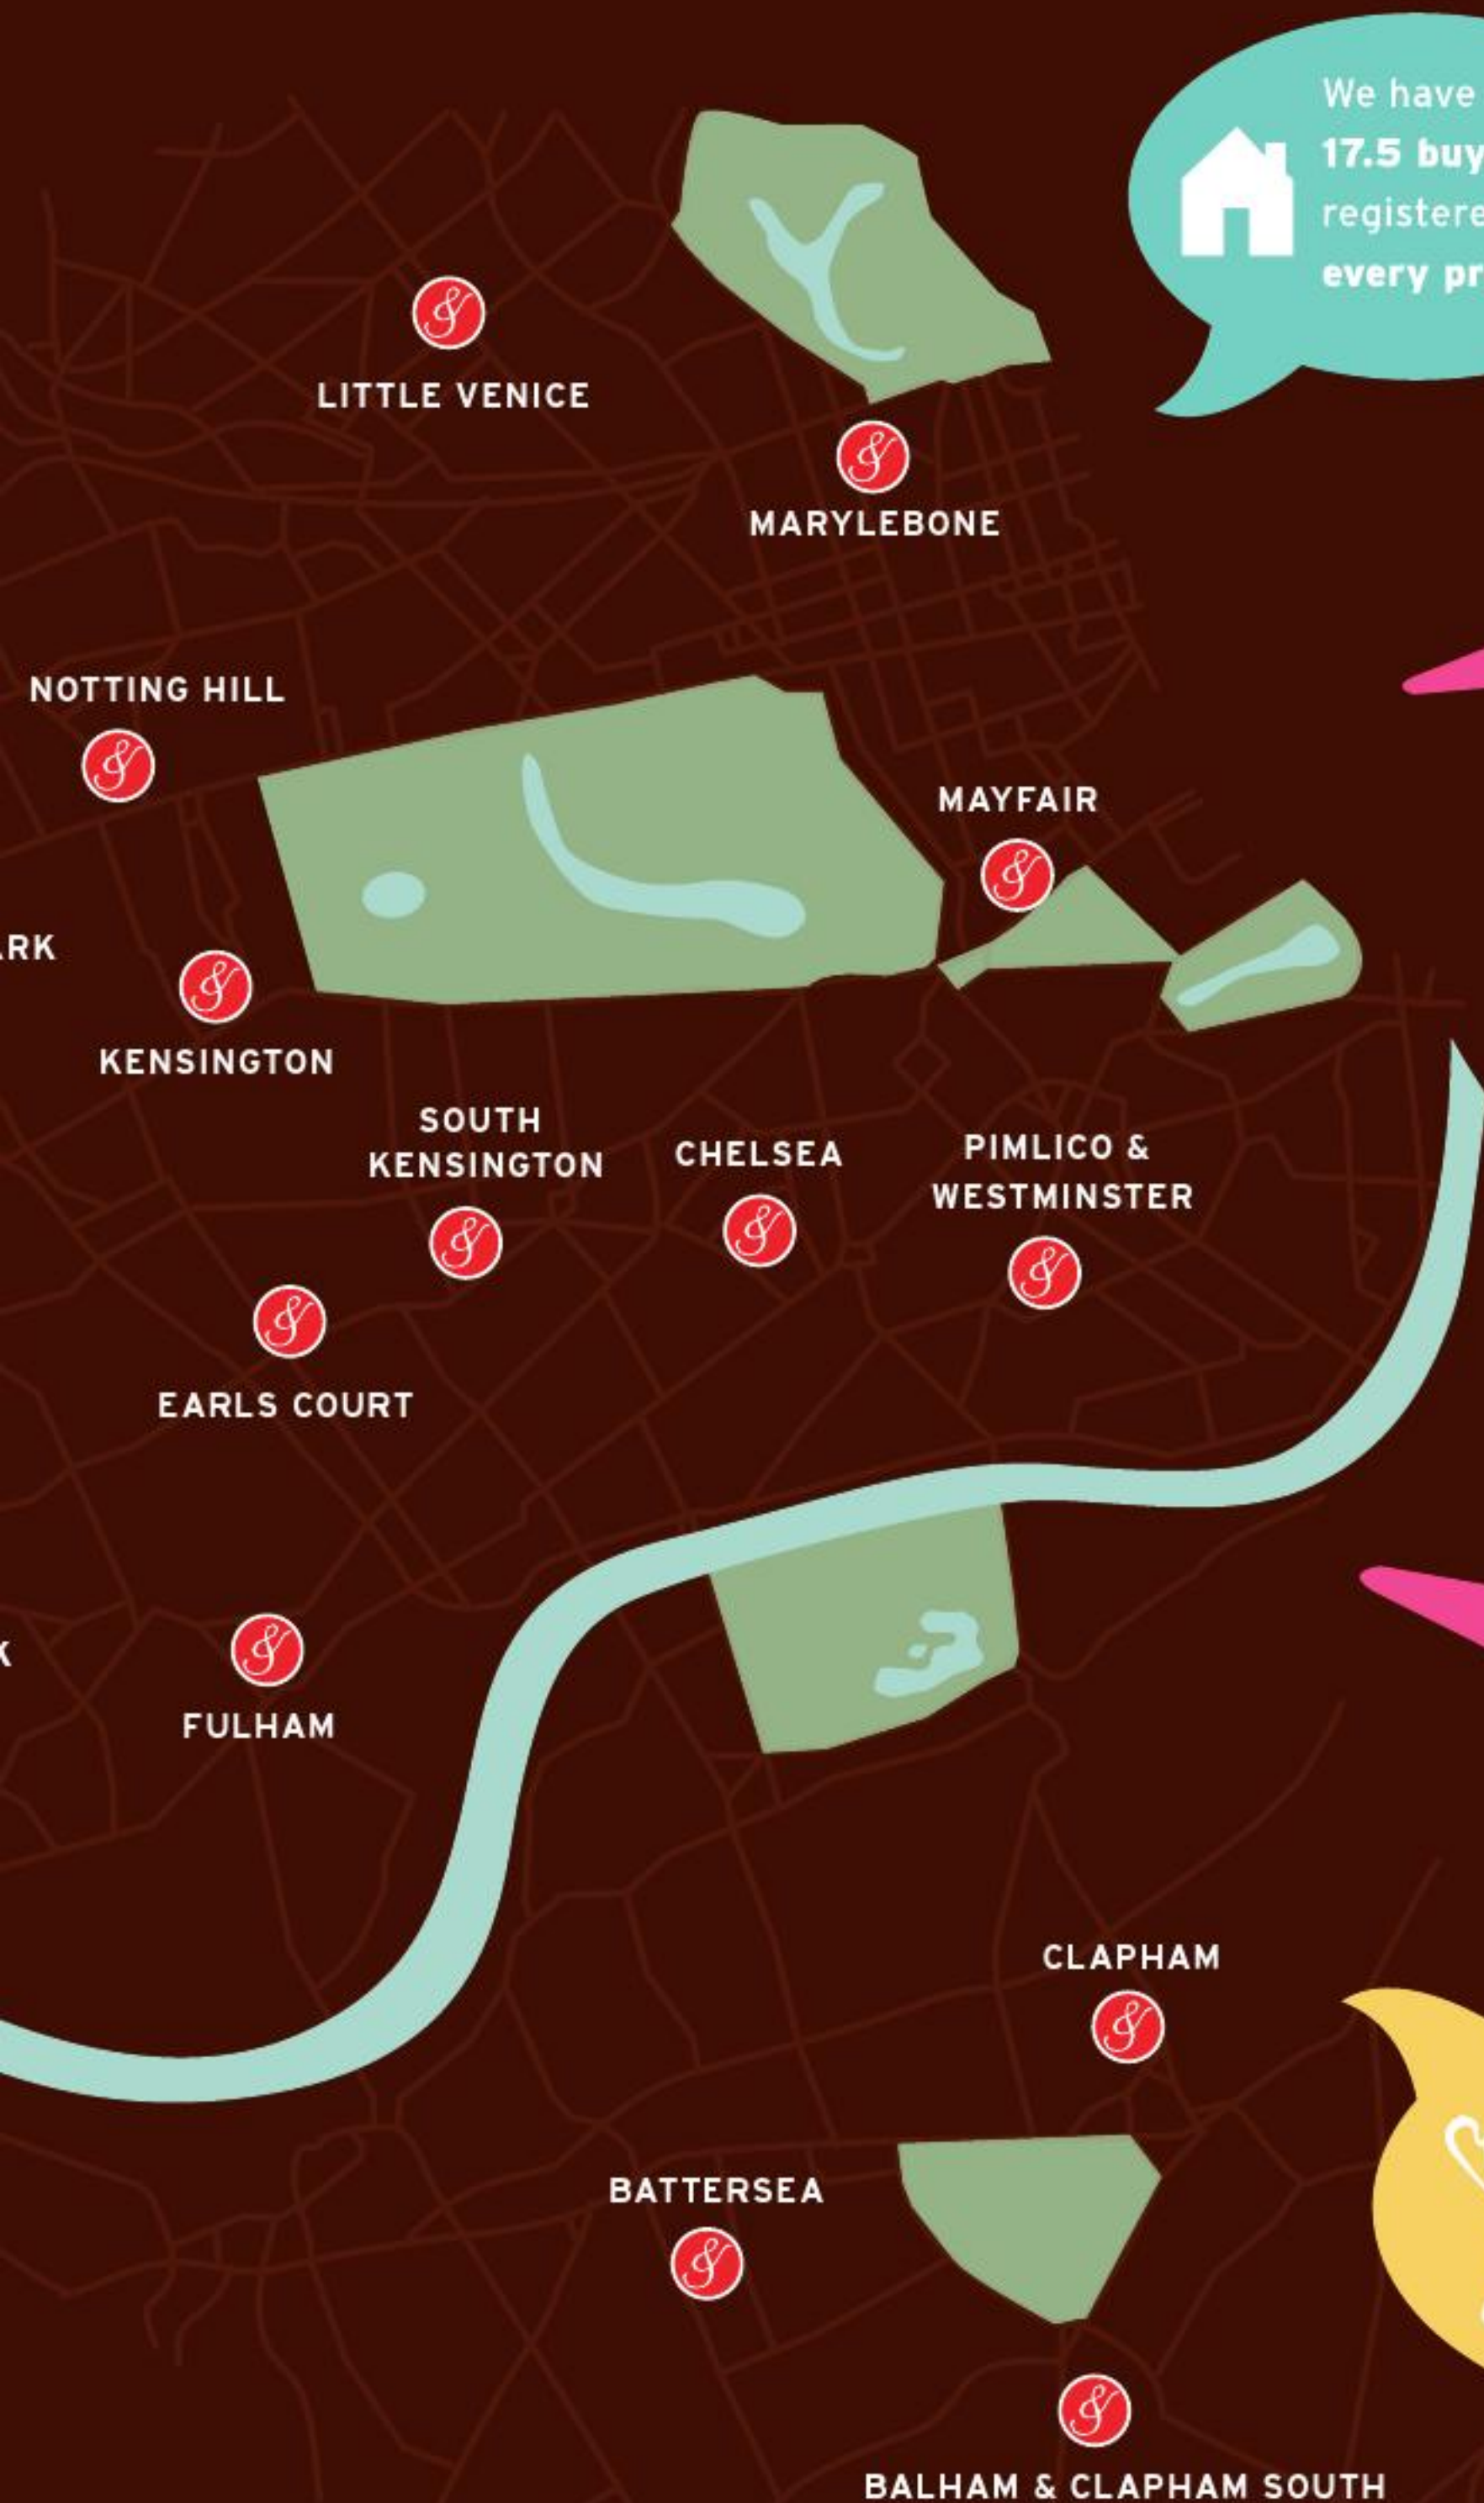 We have
17.5 buy
registere
every pr
LITTLE VENICE
MARYLEBONE
NOTTING HILL
MAYFAIR
ARK
KENSINGTON
SOUTH
KENSINGTON
CHELSEA
PIMLICO &
WESTMINSTER
EARLS COURT
K
FULHAM
CLAPHAM
BATTERSEA
BALHAM & CLAPHAM SOUTH